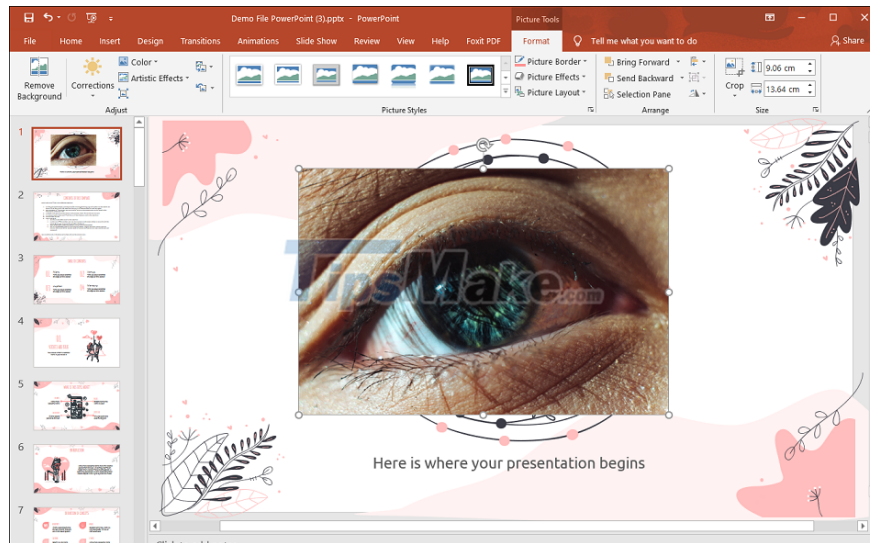 Demo File PowerPoint (3).pptx - PowerPoint
Picture Tools
File Home Insert Design Transitions Animations Slide Show Review View Help Foxit PDF Format Tell me what you want to do Share
Remove Background
Corrections
Color
Artistic Effects
Adjust
Picture Styles
Picture Border
Picture Effects
Picture Layout
Bring Forward
Send Backward
Selection Pane
Arrange
Crop
9.06 cm
13.64 cm
Size
1
2
3
4
5
6
7
TipsMake.com
Here is where your presentation begins